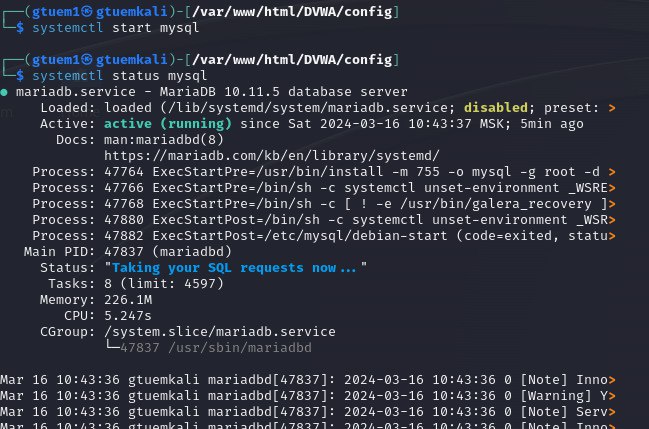 ┌──(gtuem1㉿gtuemkali)-[/var/www/html/DVWA/config]
└─$ systemctl start mysql
┌──(gtuem1㉿gtuemkali)-[/var/www/html/DVWA/config]
└─$ systemctl status mysql
● mariadb.service - MariaDB 10.11.5 database server
Loaded: loaded (/lib/systemd/system/mariadb.service; disabled; preset: >
Active: active (running) since Sat 2024-03-16 10:43:37 MSK; 5min ago
Docs: man:mariadbd(8)
https://mariadb.com/kb/en/library/systemd/
Process: 47764 ExecStartPre=/usr/bin/install -m 755 -o mysql -g root -d >
Process: 47766 ExecStartPre=/bin/sh -c systemctl unset-environment _WSRE>
Process: 47768 ExecStartPre=/bin/sh -c [ ! -e /usr/bin/galera_recovery ]>
Process: 47880 ExecStartPost=/bin/sh -c systemctl unset-environment _WSR>
Process: 47882 ExecStartPost=/etc/mysql/debian-start (code=exited, statu>
Main PID: 47837 (mariadbd)
Status: "Taking your SQL requests now..."
Tasks: 8 (limit: 4597)
Memory: 226.1M
CPU: 5.247s
CGroup: /system.slice/mariadb.service
└─47837 /usr/sbin/mariadbd
Mar 16 10:43:36 gtuemkali mariadbd[47837]: 2024-03-16 10:43:36 0 [Note] Inno>
Mar 16 10:43:36 gtuemkali mariadbd[47837]: 2024-03-16 10:43:36 0 [Warning] Y>
Mar 16 10:43:36 gtuemkali mariadbd[47837]: 2024-03-16 10:43:36 0 [Note] Serv>
Mar 16 10:43:36 gtuemkali mariadbd[47837]: 2024-03-16 10:43:36 0 [Note] Inno>